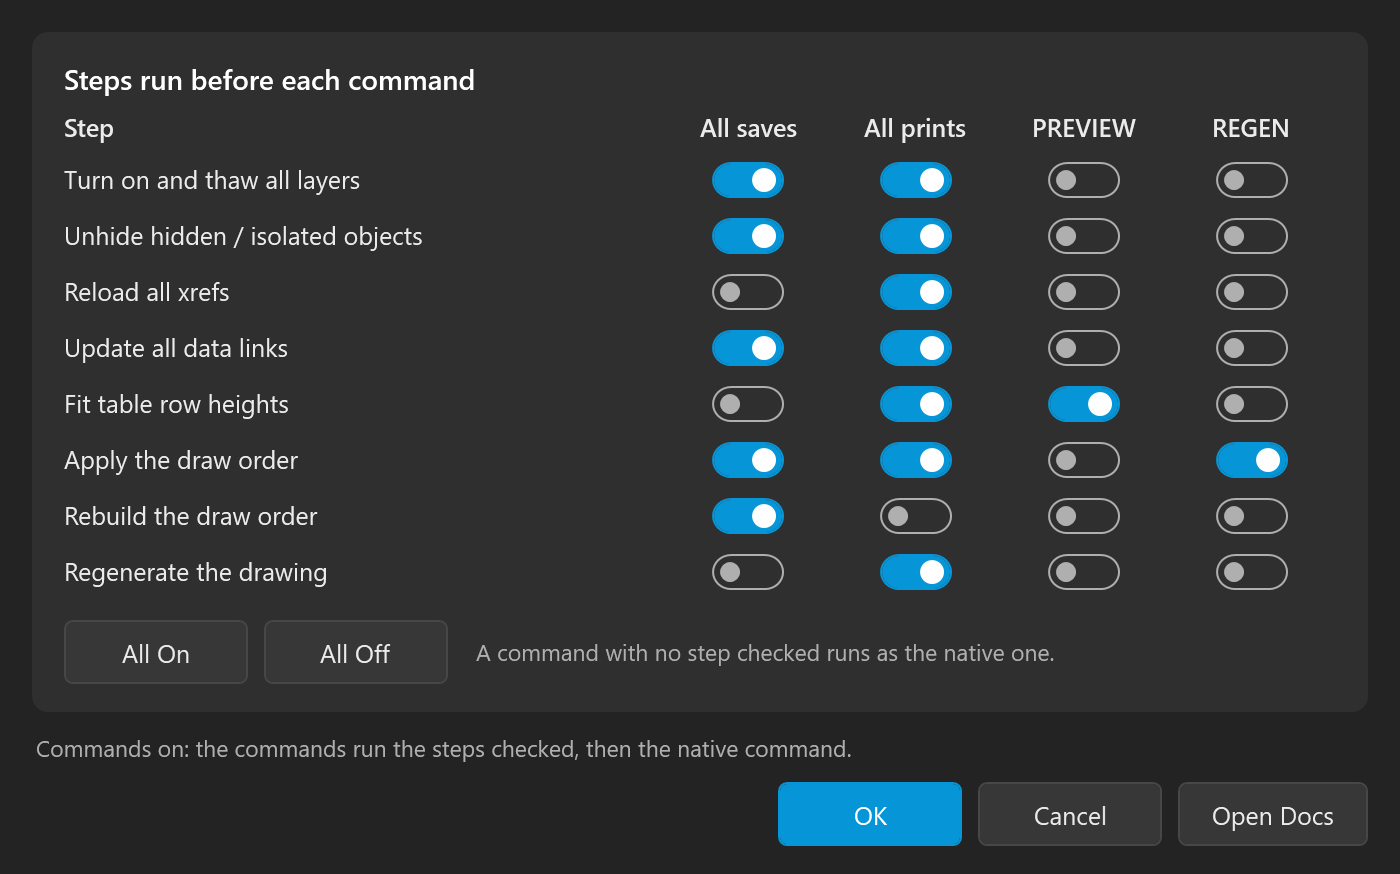 Steps run before each command
Step All saves All prints PREVIEW REGEN
Turn on and thaw all layers
Unhide hidden / isolated objects
Reload all xrefs
Update all data links
Fit table row heights
Apply the draw order
Rebuild the draw order
Regenerate the drawing
All On All Off A command with no step checked runs as the native one.
Commands on: the commands run the steps checked, then the native command.
OK Cancel Open Docs